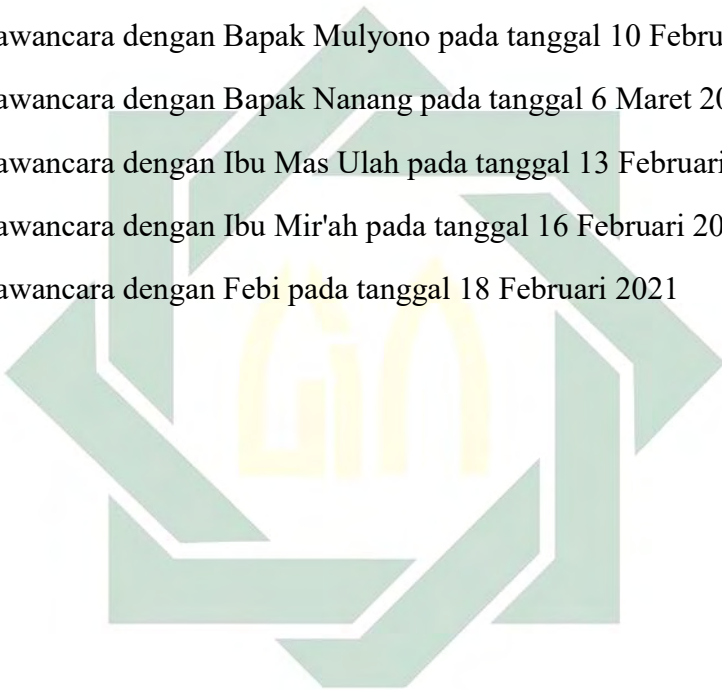 awancara dengan Bapak Mulyono pada tanggal 10 Febru
awancara dengan Bapak Nanang pada tanggal 6 Maret 20
awancara dengan Ibu Mas Ulah pada tanggal 13 Februari
awancara dengan Ibu Mir'ah pada tanggal 16 Februari 20
awancara dengan Febi pada tanggal 18 Februari 2021